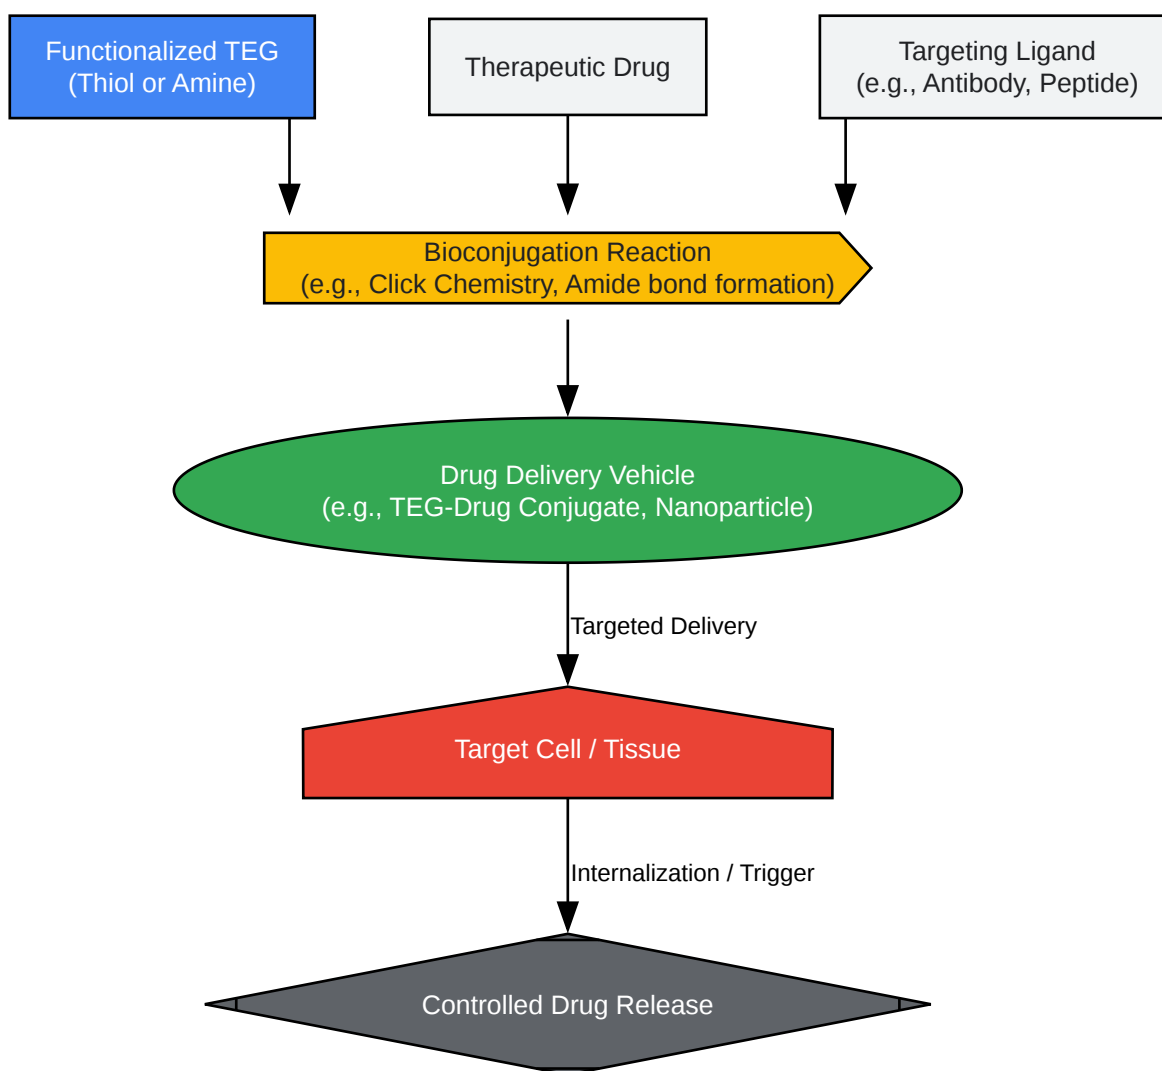 Functionalized TEG
(Thiol or Amine)
Therapeutic Drug
Targeting Ligand
(e.g., Antibody, Peptide)
Bioconjugation Reaction
(e.g., Click Chemistry, Amide bond formation)
Drug Delivery Vehicle
(e.g., TEG-Drug Conjugate, Nanoparticle)
Targeted Delivery
Target Cell / Tissue
Internalization / Trigger
Controlled Drug Release